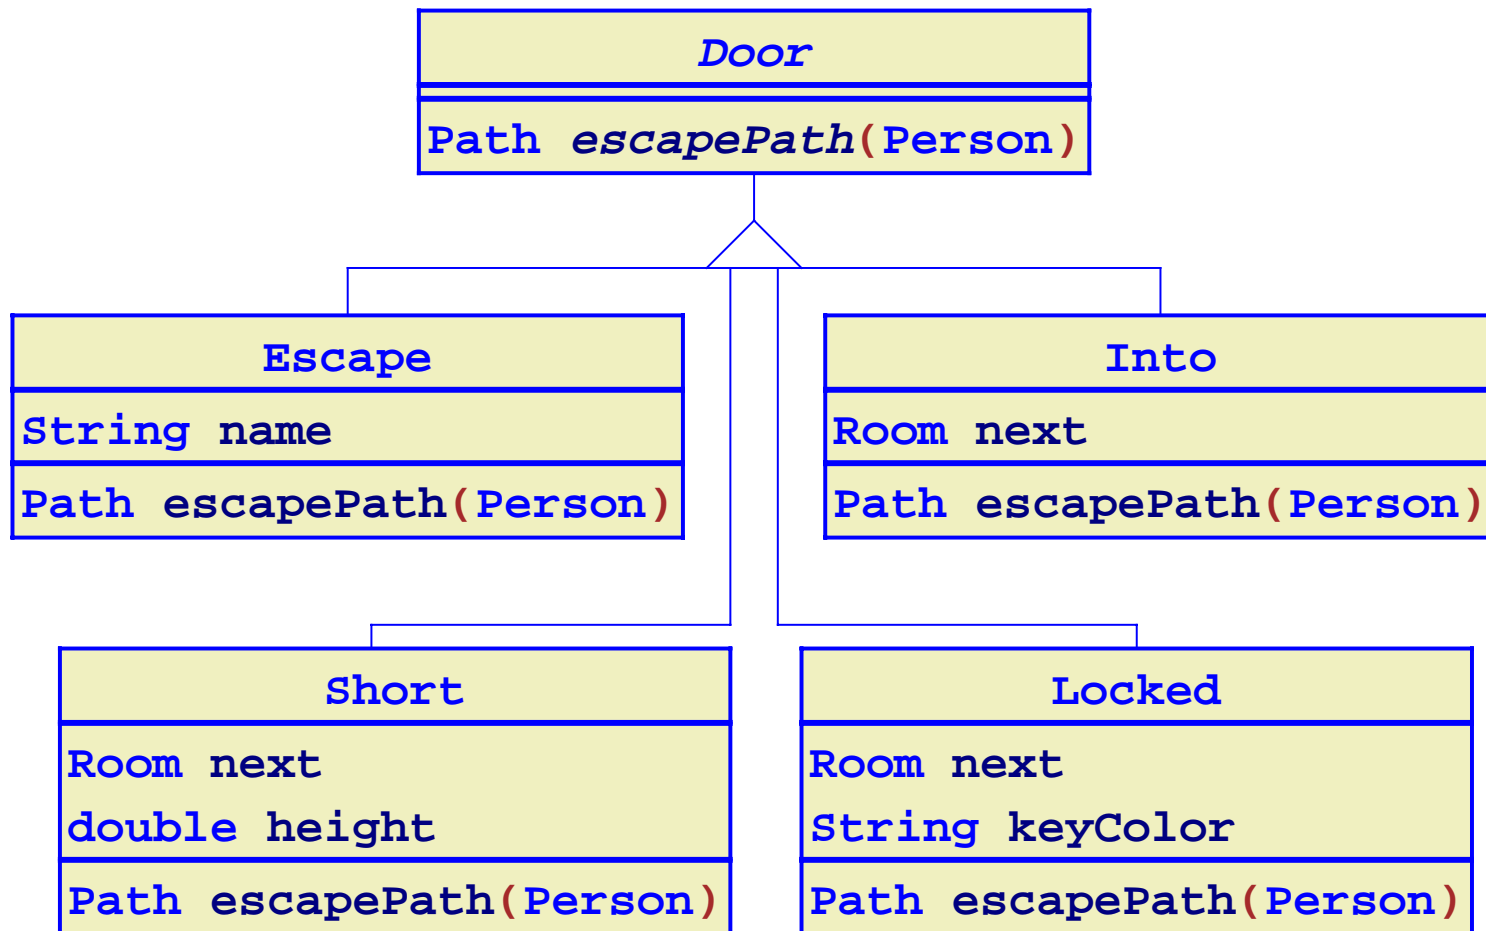 Door
Path escapePath(Person)
Escape
String name
Path escapePath(Person)
Into
Room next
Path escapePath(Person)
Short
Room next
double height
Path escapePath(Person)
Locked
Room next
String keyColor
Path escapePath(Person)